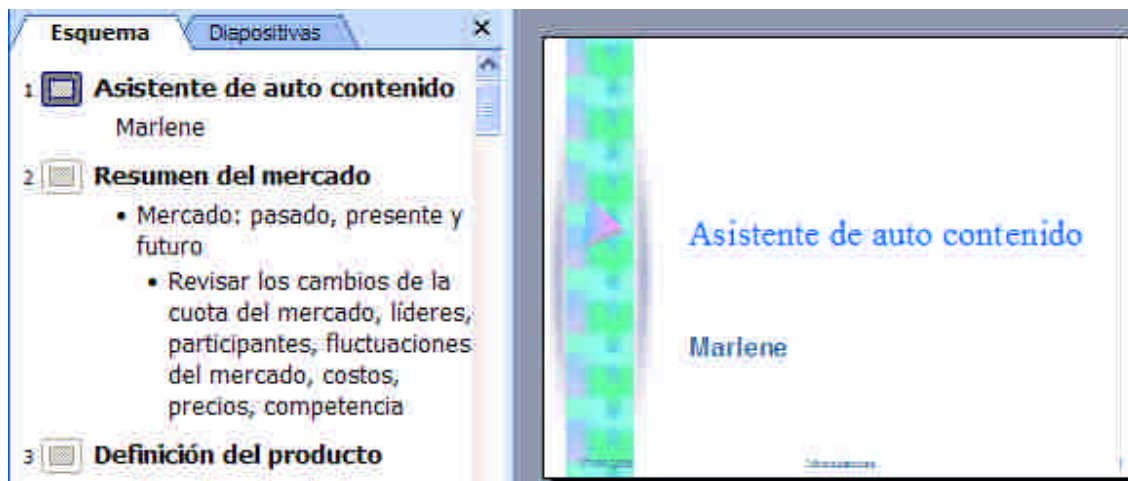 Esquema Diapositivas
1 Asistente de auto contenido
Marlene
2 Resumen del mercado
• Mercado: pasado, presente y
futuro
• Revisar los cambios de la
cuota del mercado, líderes,
participantes, fluctuaciones
del mercado, costos,
precios, competencia
3 Definición del producto
Asistente de auto contenido
Marlene